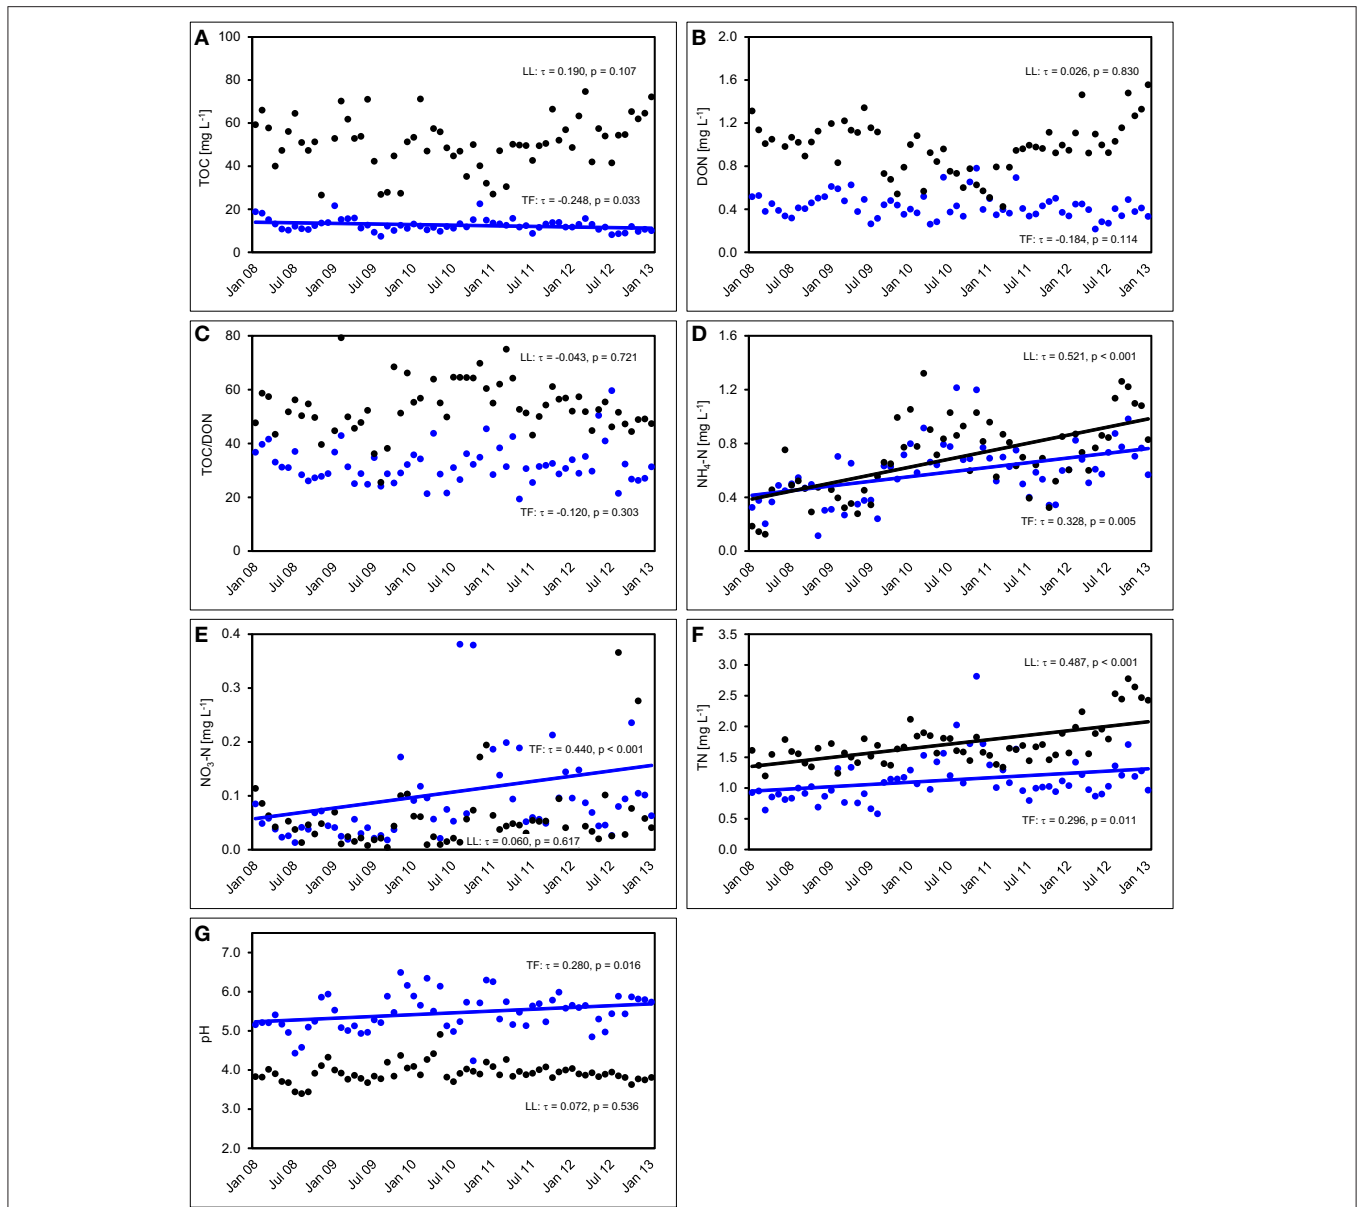 A
100
80
60
40
20
0
TOC [mg L-1]
LL: τ = 0.190, p = 0.107
TF: τ = -0.248, p = 0.033
Jan 08
Jul 08
Jan 09
Jul 09
Jan 10
Jul 10
Jan 11
Jul 11
Jan 12
Jul 12
Jan 13
B
2.0
1.6
1.2
0.8
0.4
0.0
DON [mg L-1]
LL: τ = 0.026, p = 0.830
TF: τ = -0.184, p = 0.114
Jan 08
Jul 08
Jan 09
Jul 09
Jan 10
Jul 10
Jan 11
Jul 11
Jan 12
Jul 12
Jan 13
C
80
60
40
20
0
TOC/DON
LL: τ = -0.043, p = 0.721
TF: τ = -0.120, p = 0.303
Jan 08
Jul 08
Jan 09
Jul 09
Jan 10
Jul 10
Jan 11
Jul 11
Jan 12
Jul 12
Jan 13
D
1.6
1.2
0.8
0.4
0.0
NH4-N [mg L-1]
LL: τ = 0.521, p < 0.001
TF: τ = 0.328, p = 0.005
Jan 08
Jul 08
Jan 09
Jul 09
Jan 10
Jul 10
Jan 11
Jul 11
Jan 12
Jul 12
Jan 13
E
0.4
0.3
0.2
0.1
0.0
NO3-N [mg L-1]
TF: τ = 0.440, p < 0.001
LL: τ = 0.060, p = 0.617
Jan 08
Jul 08
Jan 09
Jul 09
Jan 10
Jul 10
Jan 11
Jul 11
Jan 12
Jul 12
Jan 13
F
3.5
3.0
2.5
2.0
1.5
1.0
0.5
0.0
TN [mg L-1]
LL: τ = 0.487, p < 0.001
TF: τ = 0.296, p = 0.011
Jan 08
Jul 08
Jan 09
Jul 09
Jan 10
Jul 10
Jan 11
Jul 11
Jan 12
Jul 12
Jan 13
G
7.0
6.0
5.0
4.0
3.0
2.0
pH
TF: τ = 0.280, p = 0.016
LL: τ = 0.072, p = 0.536
Jan 08
Jul 08
Jan 09
Jul 09
Jan 10
Jul 10
Jan 11
Jul 11
Jan 12
Jul 12
Jan 13